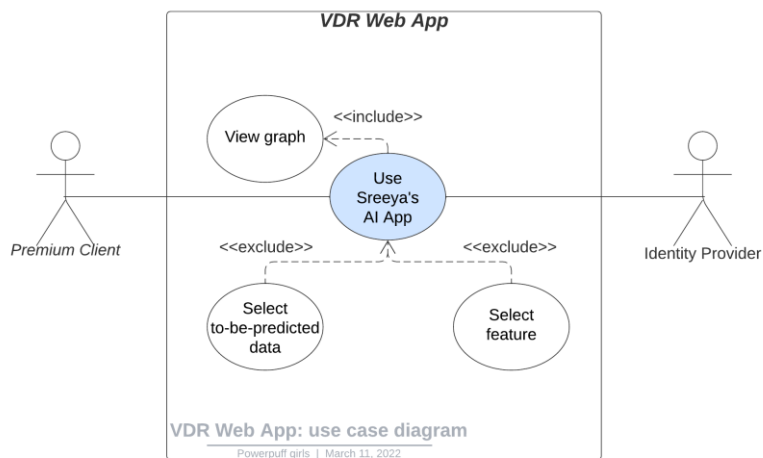 VDR Web App
<<include>>
View graph
Use
Sreeya's
AI App
Premium Client
Identity Provider
<<exclude>>
<<exclude>>
Select
to-be-predicted
data
Select
feature
VDR Web App: use case diagram
Powerpuff girls | March 11, 2022